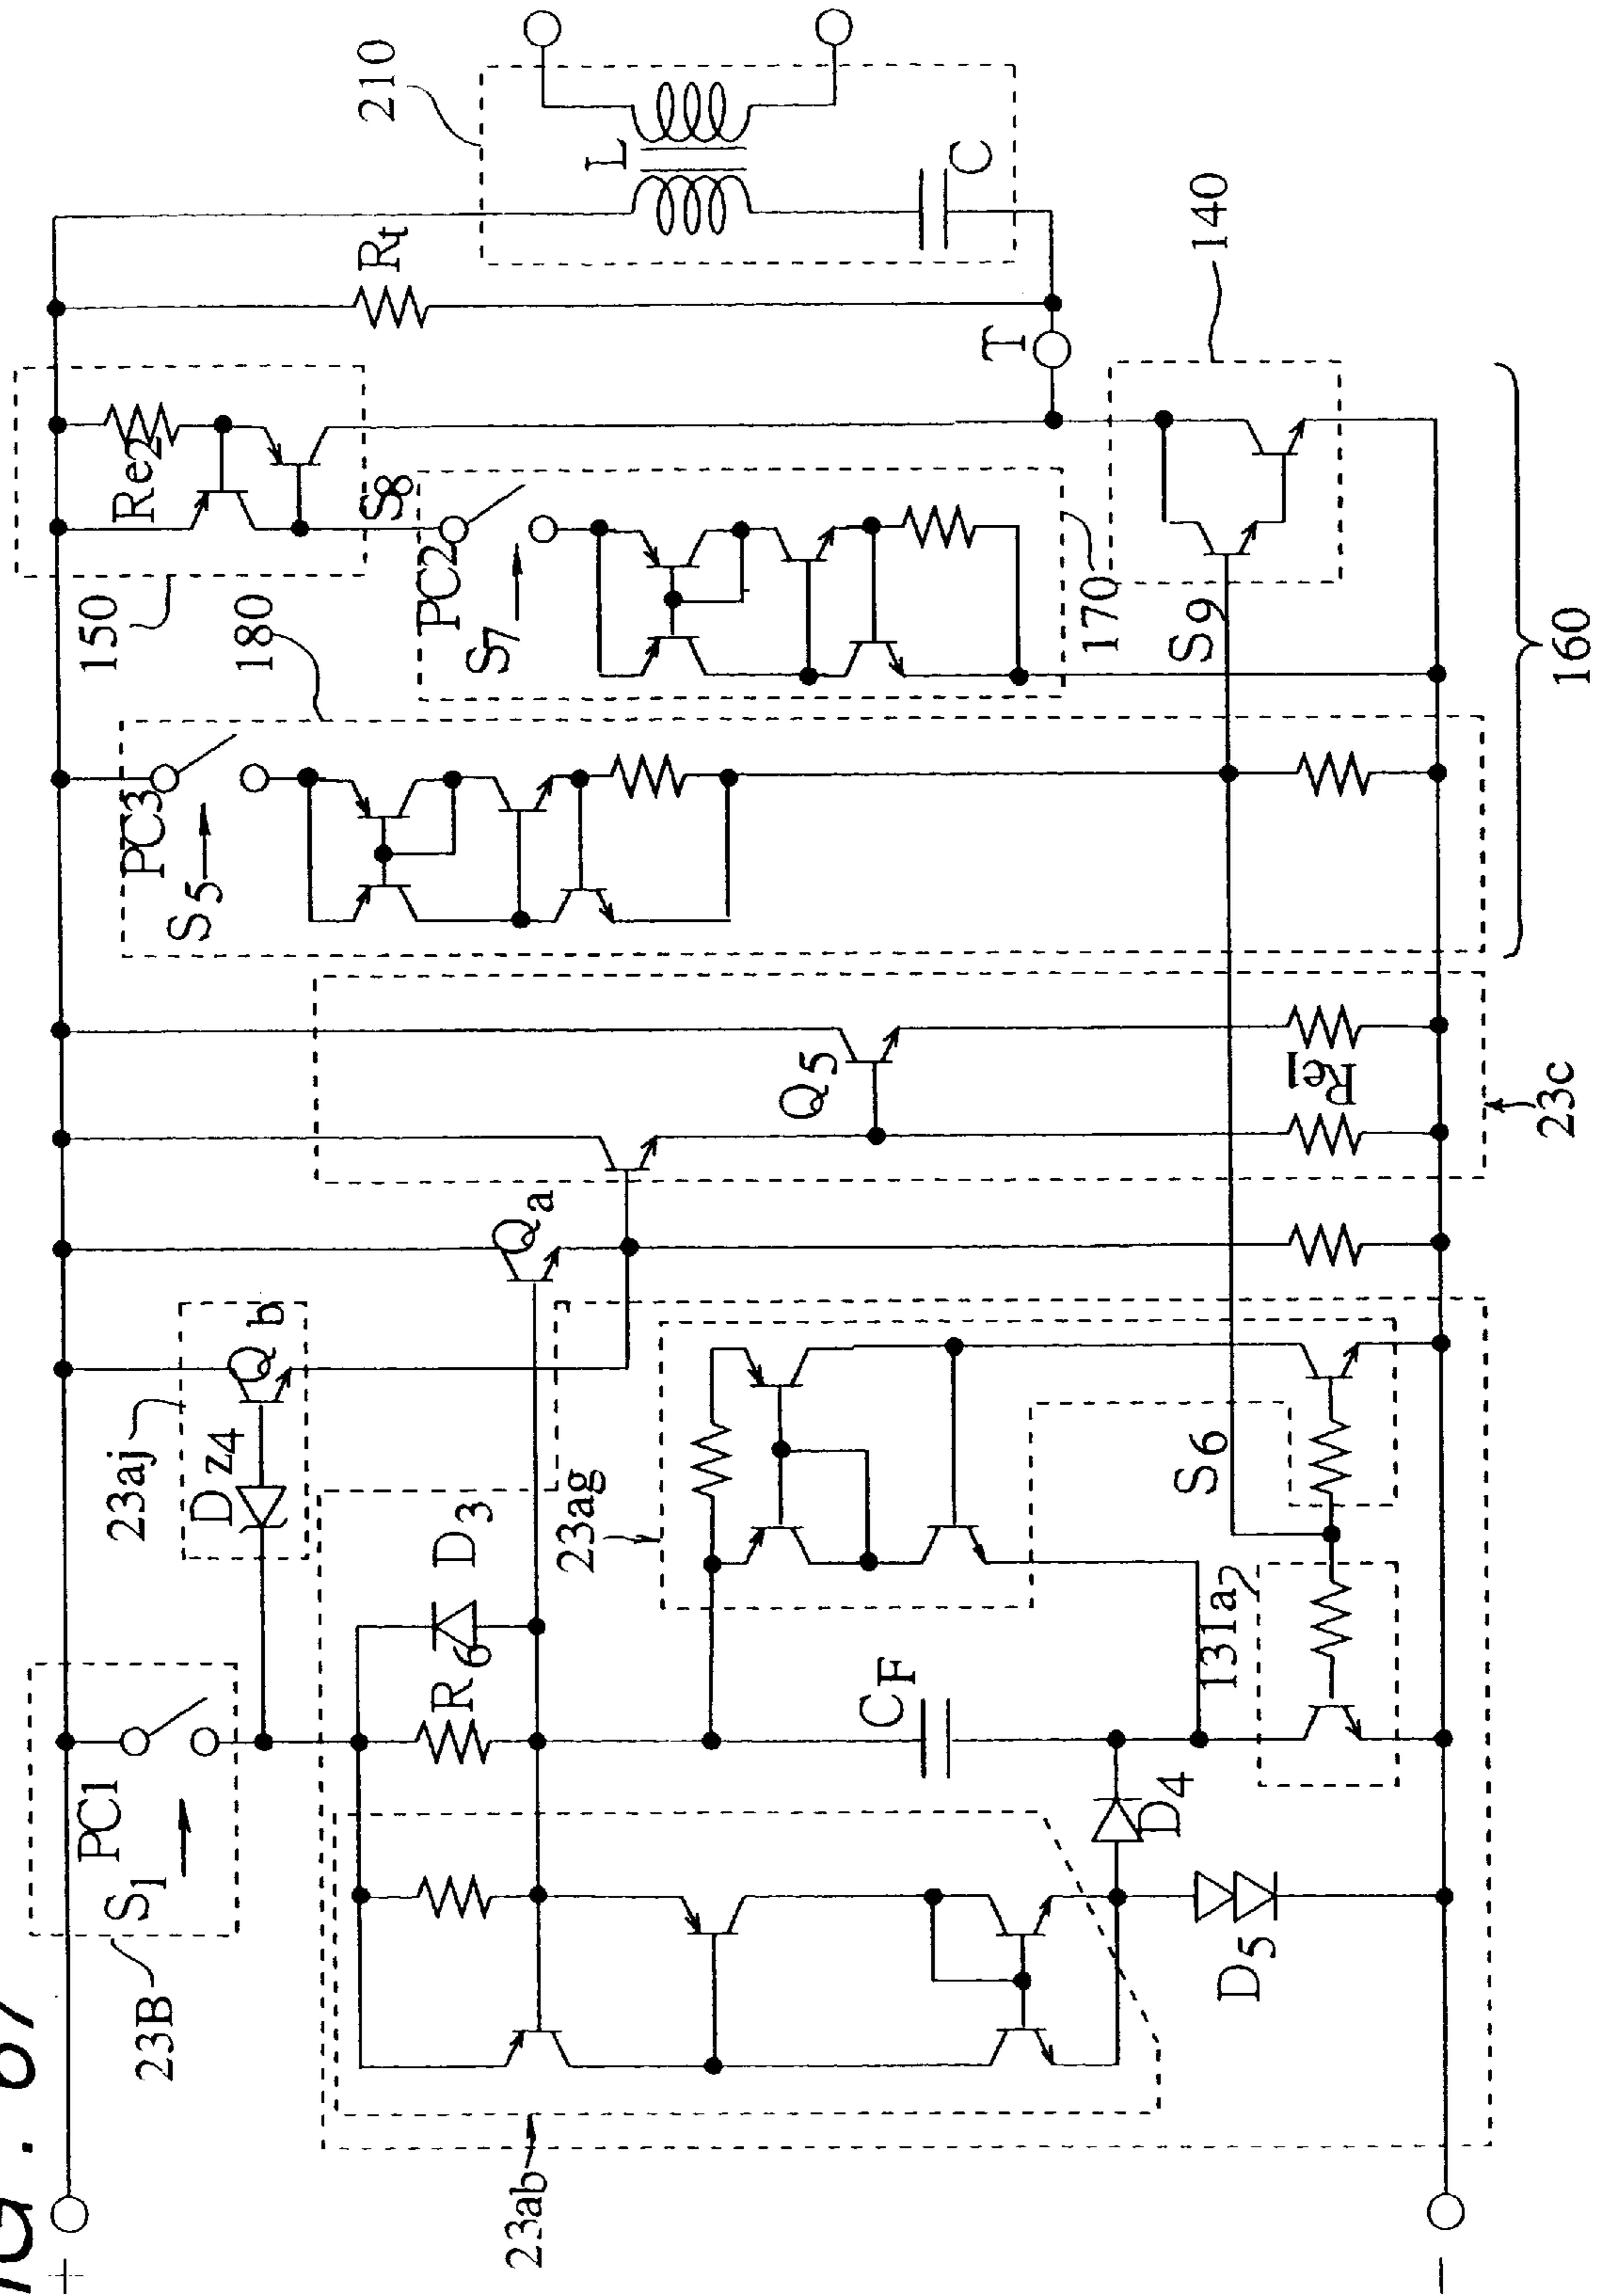 FIG. 67
+
−
23B
S1
PC1
23aj
DZ4
Qb
23ab
R6
D3
Qa
23ag
CF
D4
D5
131a
S6
Q5
Re1
23c
PC3
S5
180
150
Re2
S8
PC2
S7
170
S9
140
160
T
Rt
210
L
C